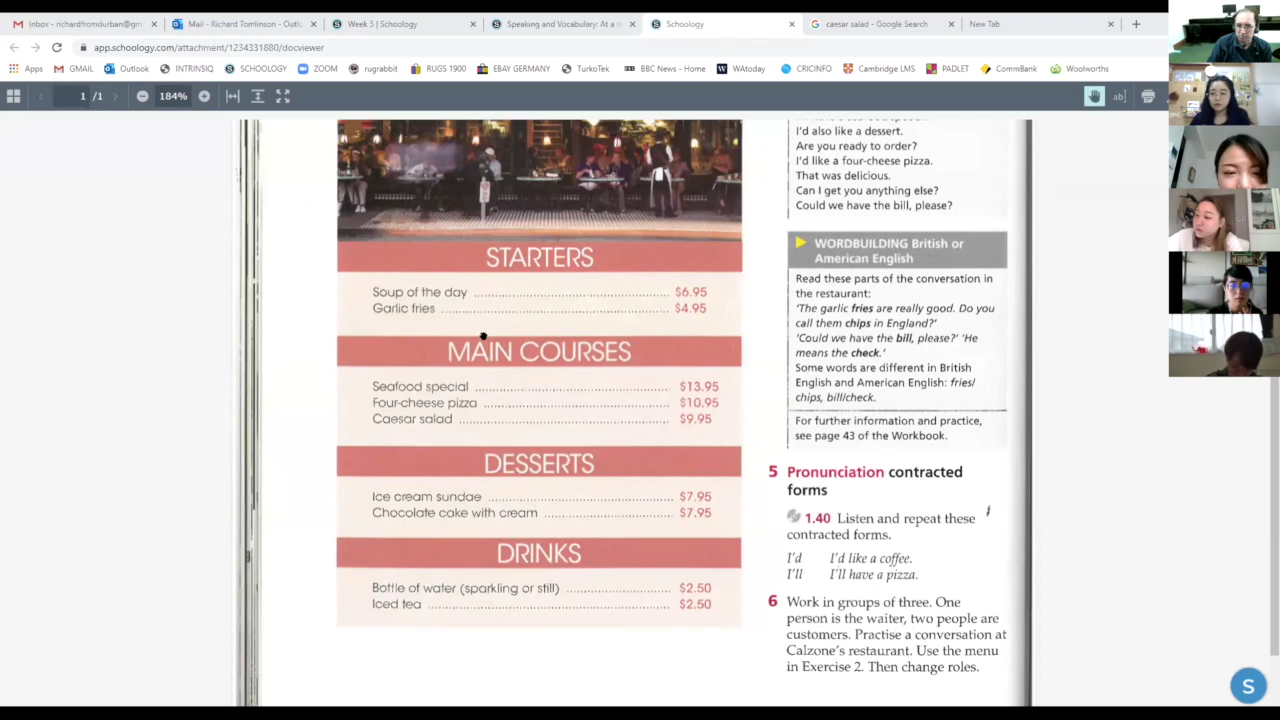 Inbox - richardfromdurban@gm
Mail - Richard Tomlinson - Outlo
Week 5 | Schoology
Speaking and Vocabulary: At a r
Schoology
caesar salad - Google Search
New Tab
app.schoology.com/attachment/1234331880/docviewer
Apps
GMAIL
Outlook
INTRINSIQ
SCHOOLOGY
ZOOM
rugrabbit
RUGS 1900
EBAY GERMANY
TurkoTek
BBC News - Home
WAtoday
CRICINFO
Cambridge LMS
PADLET
CommBank
Woolworths
1 /1
184%
ab
STARTERS
Soup of the day $6.95
Garlic fries $4.95
MAIN COURSES
Seafood special $13.95
Four-cheese pizza $10.95
Caesar salad $9.95
DESSERTS
Ice cream sundae $7.95
Chocolate cake with cream $7.95
DRINKS
Bottle of water (sparkling or still) $2.50
Iced tea $2.50
I'd also like a dessert.
Are you ready to order?
I'd like a four-cheese pizza.
That was delicious.
Can I get you anything else?
Could we have the bill, please?
WORDBUILDING British or
American English
Read these parts of the conversation in
the restaurant:
'The garlic fries are really good. Do you
call them chips in England?'
'Could we have the bill, please?' 'He
means the check.'
Some words are different in British
English and American English: fries/
chips, bill/check.
For further information and practice,
see page 43 of the Workbook.
5 Pronunciation contracted
forms
1.40 Listen and repeat these
contracted forms.
I'd I'd like a coffee.
I'll I'll have a pizza.
6 Work in groups of three. One
person is the waiter, two people are
customers. Practise a conversation at
Calzone's restaurant. Use the menu
in Exercise 2. Then change roles.
S